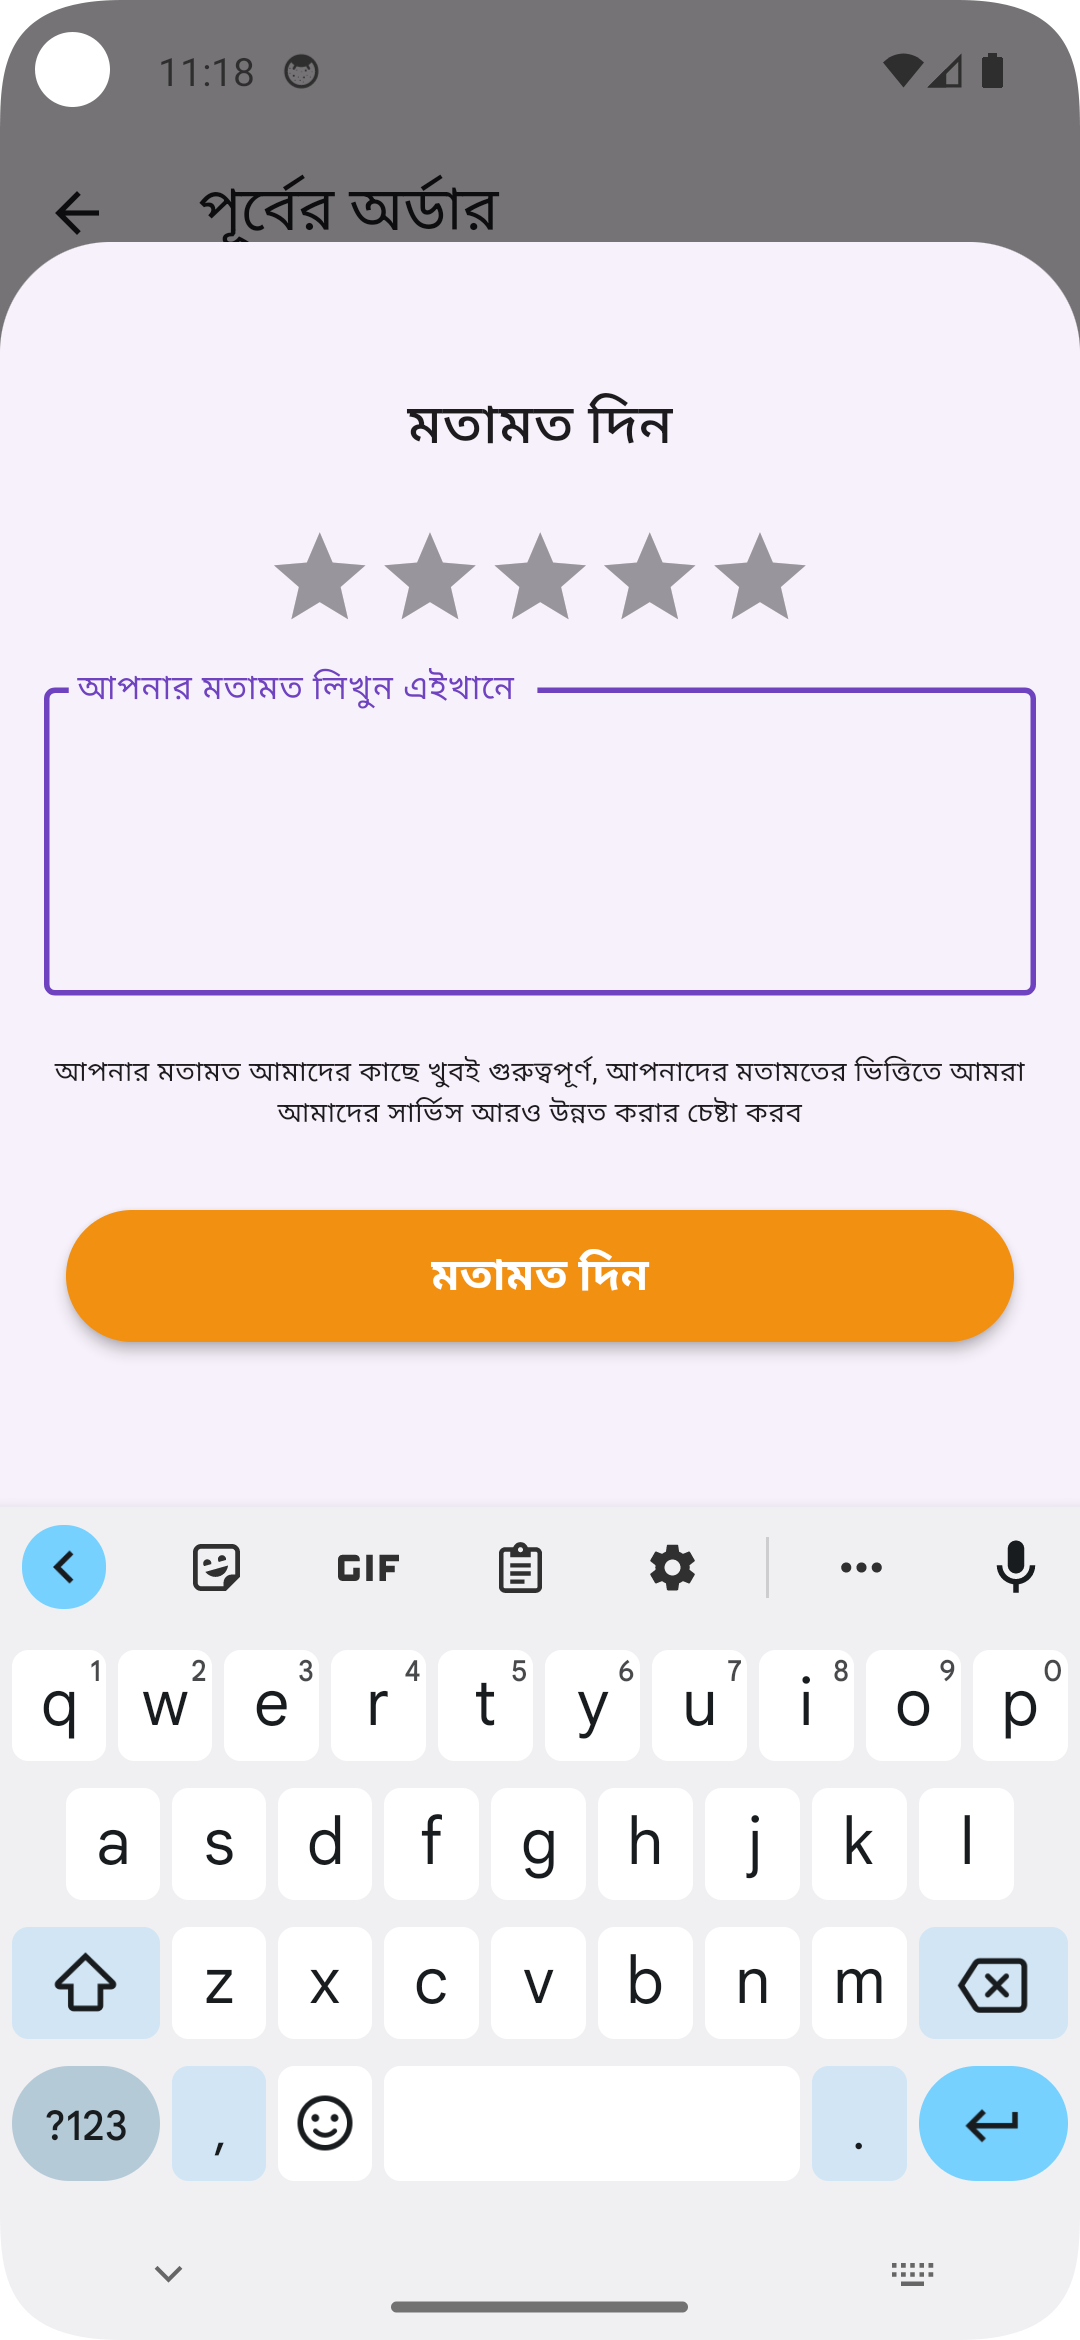 11:18
পূর্বের অর্ডার
মতামত দিন
আপনার মতামত লিখুন এইখানে
আপনার মতামত আমাদের কাছে খুবই গুরুত্বপূর্ণ, আপনাদের মতামতের ভিত্তিতে আমরা
আমাদের সার্ভিস আরও উন্নত করার চেষ্টা করব
মতামত দিন
GIF
q 1 w 2 e 3 r 4 t 5 y 6 u 7 i 8 o 9 p 0
a s d f g h j k l
z x c v b n m
?123 , .